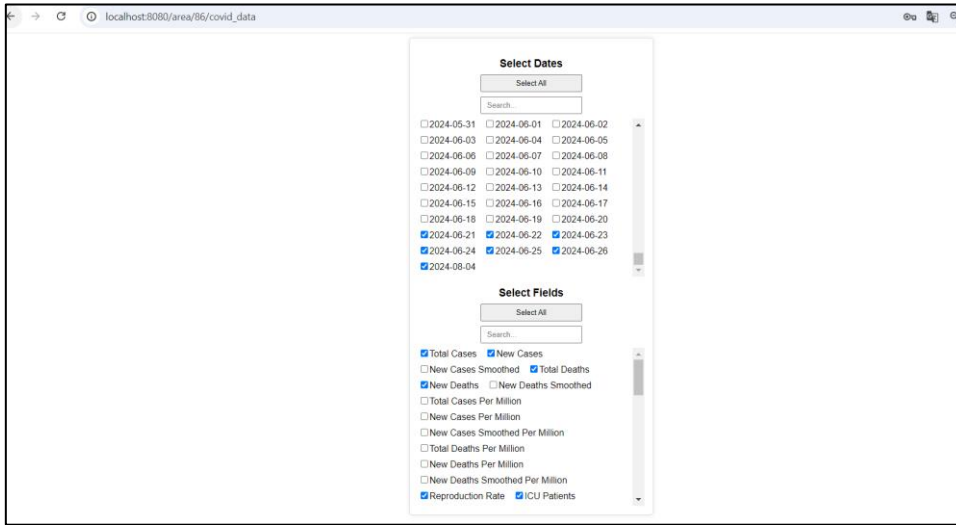 localhost:8080/area/86/covid_data
Select Dates
Select All
Search...
2024-05-31 2024-06-01 2024-06-02
2024-06-03 2024-06-04 2024-06-05
2024-06-06 2024-06-07 2024-06-08
2024-06-09 2024-06-10 2024-06-11
2024-06-12 2024-06-13 2024-06-14
2024-06-15 2024-06-16 2024-06-17
2024-06-18 2024-06-19 2024-06-20
2024-06-21 2024-06-22 2024-06-23
2024-06-24 2024-06-25 2024-06-26
2024-08-04
Select Fields
Select All
Search...
Total Cases New Cases
New Cases Smoothed Total Deaths
New Deaths New Deaths Smoothed
Total Cases Per Million
New Cases Per Million
New Cases Smoothed Per Million
Total Deaths Per Million
New Deaths Per Million
New Deaths Smoothed Per Million
Reproduction Rate ICU Patients